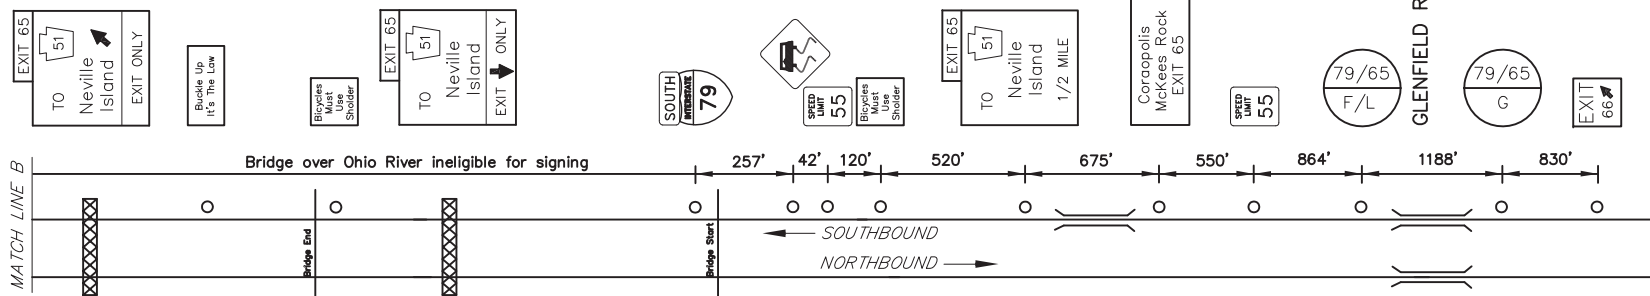 EXIT 65
51
TO
Neville
Island
EXIT ONLY
Buckle Up
It's The Law
Bicycles
Must
Use
Sholder
EXIT 65
51
TO
Neville
Island
EXIT ONLY
SOUTH
INTERSTATE
79
SPEED
LIMIT
55
Bicycles
Must
Use
Sholder
EXIT 65
51
TO
Neville
Island
1/2 MILE
Coraopolis
McKees Rock
EXIT 65
SPEED
LIMIT
55
79/65
F/L
GLENFIELD R
79/65
G
EXIT
66
MATCH LINE B
Bridge over Ohio River ineligible for signing
257' 42' 120' 520' 675' 550' 864' 1188' 830'
Bridge End
Bridge Start
SOUTHBOUND
NORTHBOUND